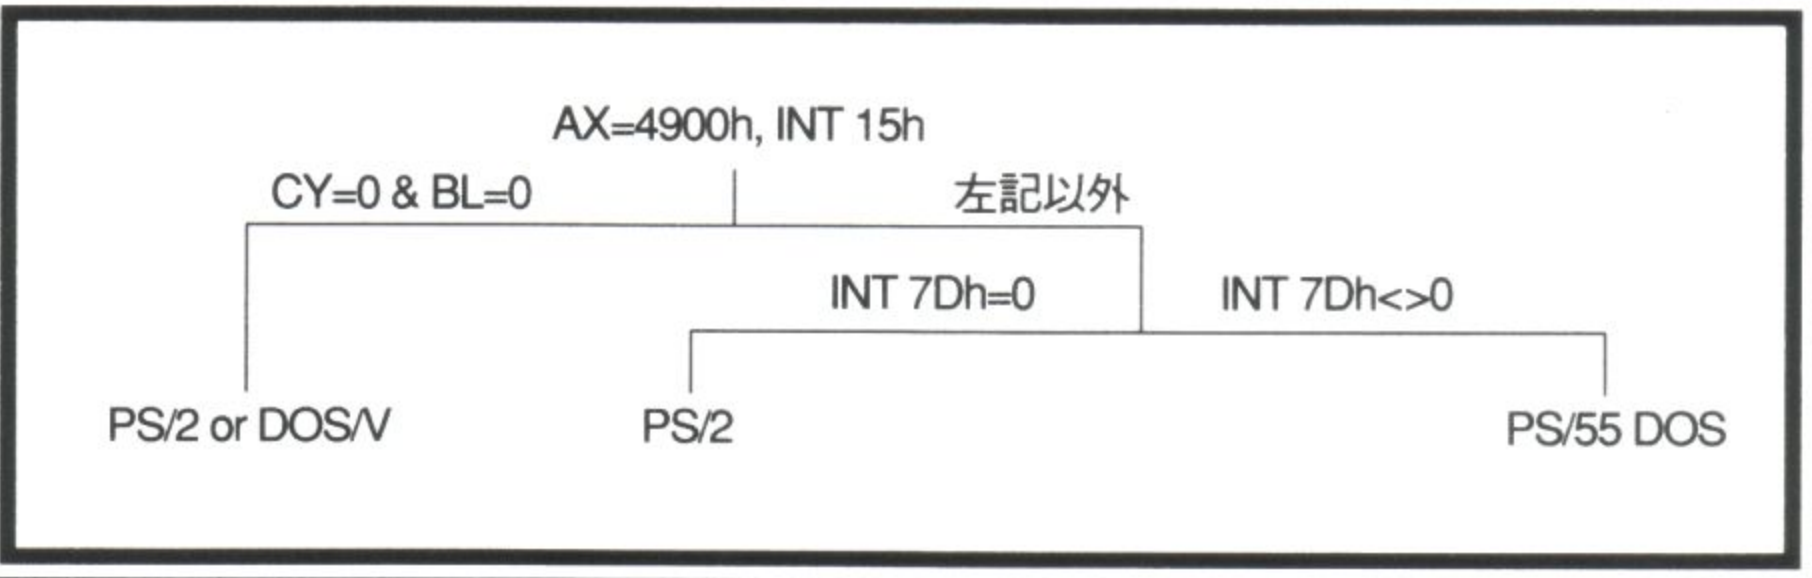 AX=4900h, INT 15h
CY=0 & BL=0
左記以外
INT 7Dh=0
INT 7Dh<>0
PS/2 or DOS/V
PS/2
PS/55 DOS